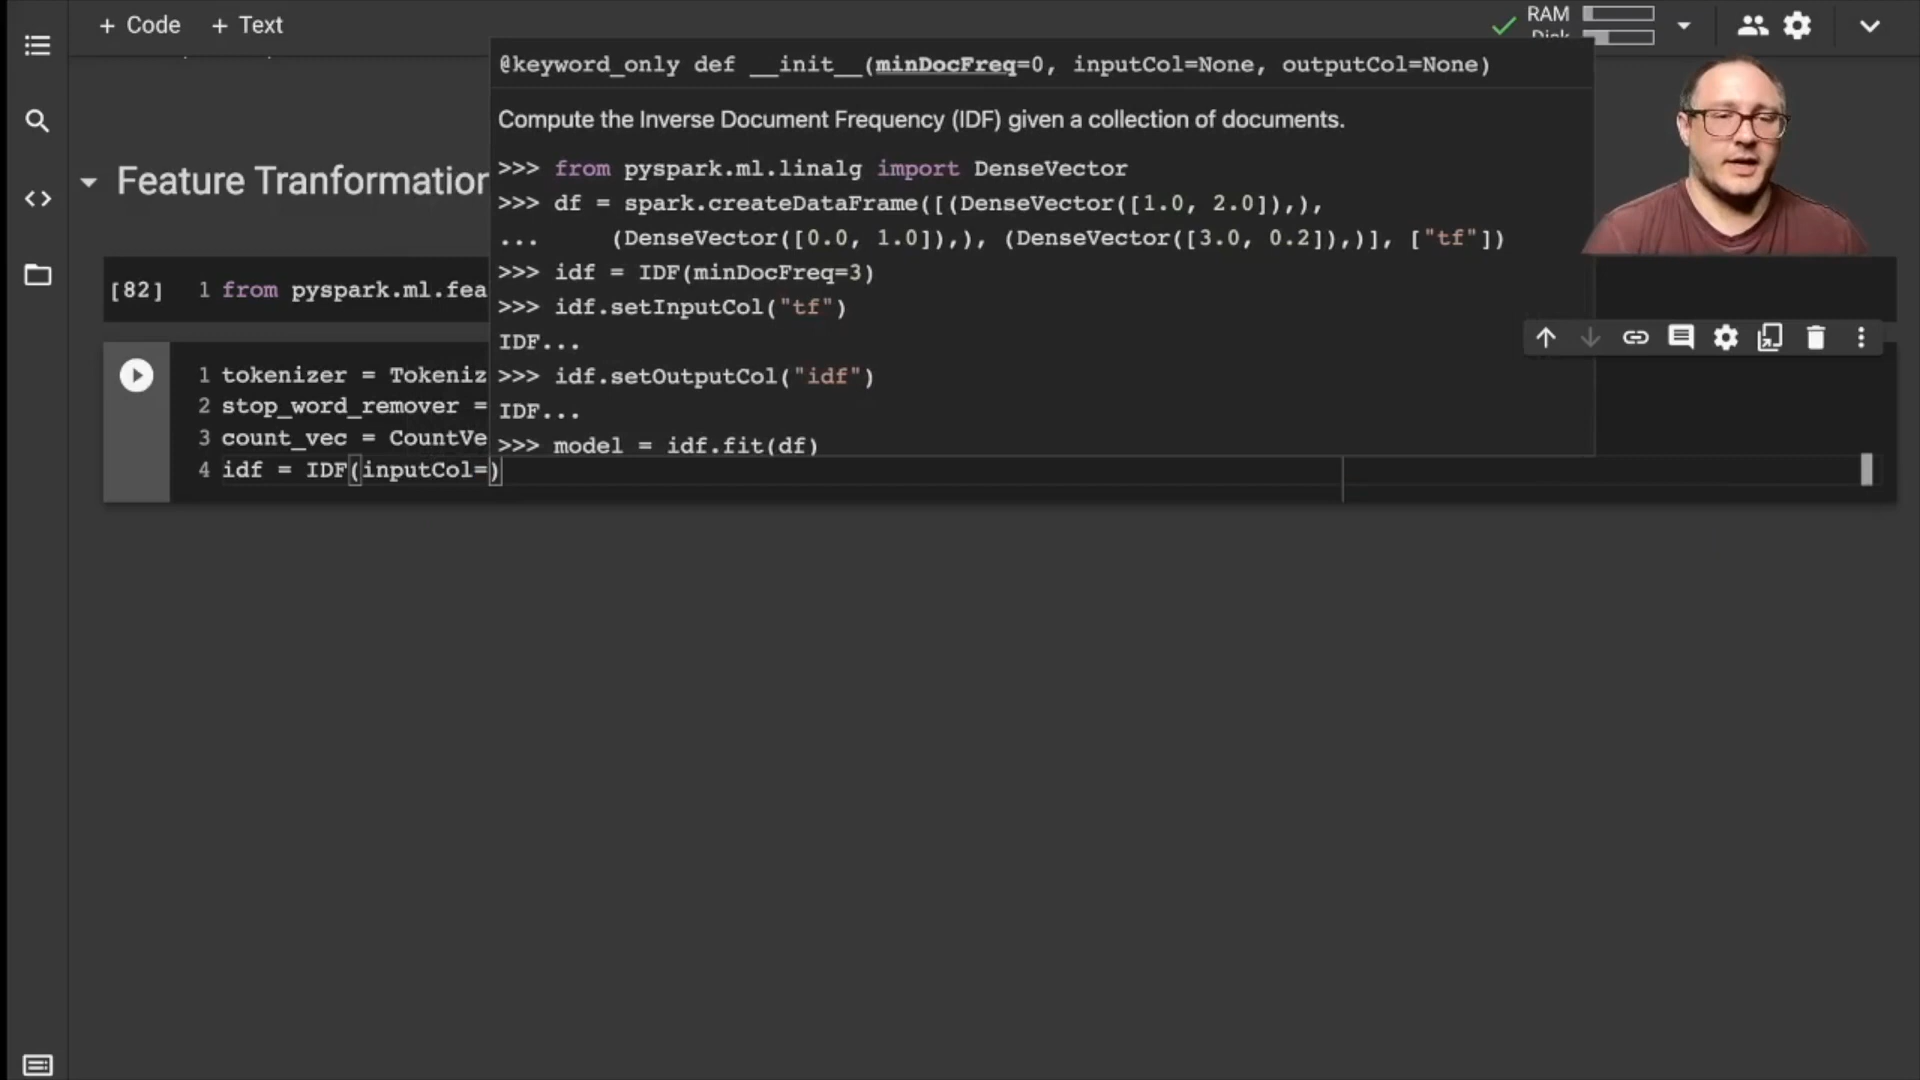 + Code + Text
RAM
Disk
@keyword_only def __init__(minDocFreq=0, inputCol=None, outputCol=None)
Compute the Inverse Document Frequency (IDF) given a collection of documents.
>>> from pyspark.ml.linalg import DenseVector
>>> df = spark.createDataFrame([(DenseVector([1.0, 2.0]),),
... (DenseVector([0.0, 1.0]),), (DenseVector([3.0, 0.2]),)], ["tf"])
>>> idf = IDF(minDocFreq=3)
>>> idf.setInputCol("tf")
IDF...
>>> idf.setOutputCol("idf")
IDF...
>>> model = idf.fit(df)
Feature Tranformation
[82] 1 from pyspark.ml.fea
1 tokenizer = Tokeniz
2 stop_word_remover =
3 count_vec = CountVe
4 idf = IDF(inputCol=)